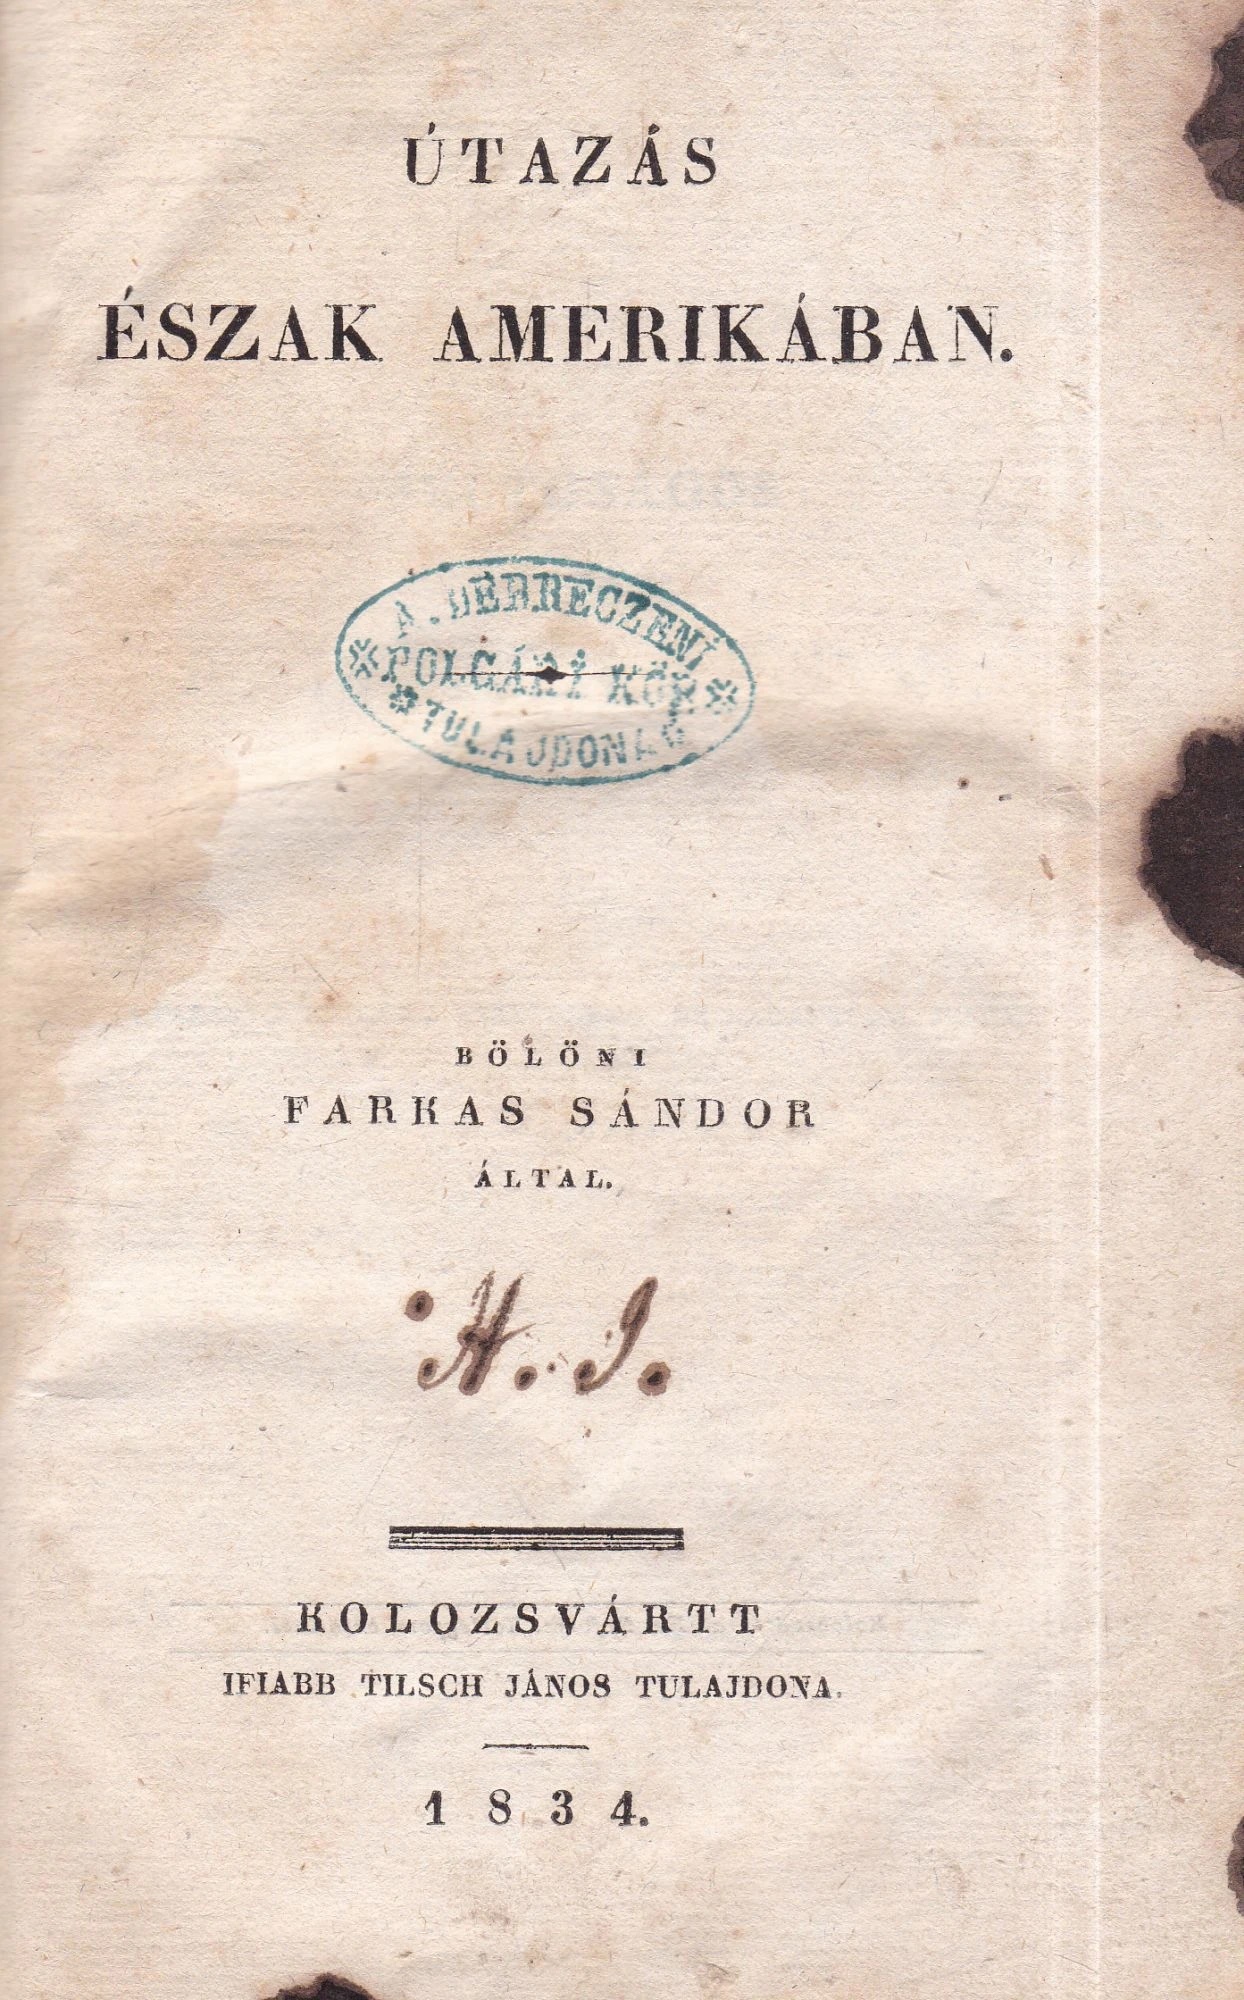 ÚTAZÁS
ÉSZAK AMERIKÁBAN.
A. DEBRECZENI
POLGÁRI KÖR
TULAJDONA
BÖLÖNI
FARKAS SÁNDOR
ÁLTAL.
H. I.
KOLOZSVÁRTT
IFIABB TILSCH JÁNOS TULAJDONA.
1834.